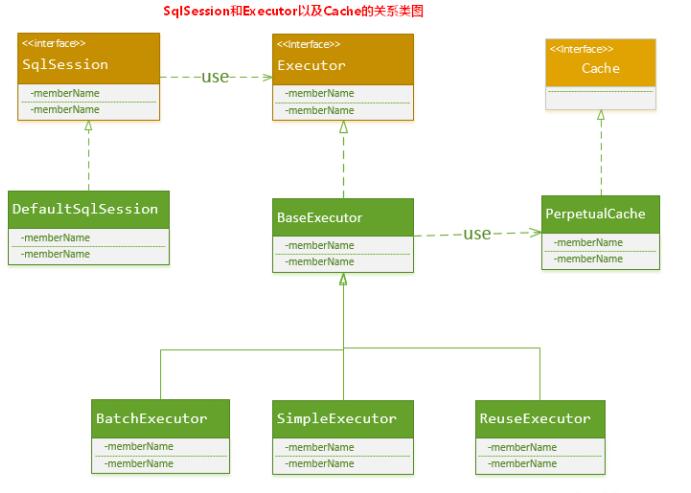 SqlSession和Executor以及Cache的关系类图
<<interface>>
SqlSession
-memberName
-memberName
use
<<Interface>>
Executor
-memberName
-memberName
<<Interface>>
Cache
DefaultSqlSession
-memberName
-memberName
BaseExecutor
-memberName
-memberName
use
PerpetualCache
-memberName
-memberName
BatchExecutor
-memberName
-memberName
SimpleExecutor
-memberName
-memberName
ReuseExecutor
-memberName
-memberName